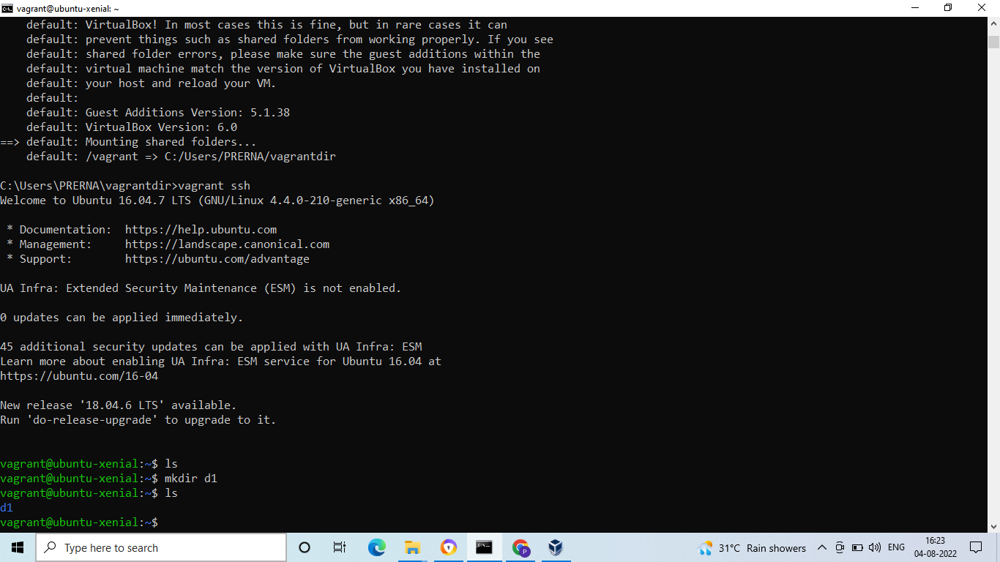 vagrant@ubuntu-xenial: ~
default: VirtualBox! In most cases this is fine, but in rare cases it can
default: prevent things such as shared folders from working properly. If you see
default: shared folder errors, please make sure the guest additions within the
default: virtual machine match the version of VirtualBox you have installed on
default: your host and reload your VM.
default:
default: Guest Additions Version: 5.1.38
default: VirtualBox Version: 6.0
==> default: Mounting shared folders...
default: /vagrant => C:/Users/PRERNA/vagrantdir
C:\Users\PRERNA\vagrantdir>vagrant ssh
Welcome to Ubuntu 16.04.7 LTS (GNU/Linux 4.4.0-210-generic x86_64)
* Documentation:  https://help.ubuntu.com
* Management:     https://landscape.canonical.com
* Support:        https://ubuntu.com/advantage
UA Infra: Extended Security Maintenance (ESM) is not enabled.
0 updates can be applied immediately.
45 additional security updates can be applied with UA Infra: ESM
Learn more about enabling UA Infra: ESM service for Ubuntu 16.04 at
https://ubuntu.com/16-04
New release '18.04.6 LTS' available.
Run 'do-release-upgrade' to upgrade to it.
vagrant@ubuntu-xenial:~$ ls
vagrant@ubuntu-xenial:~$ mkdir d1
vagrant@ubuntu-xenial:~$ ls
d1
vagrant@ubuntu-xenial:~$
Type here to search
P
31°C Rain showers
ENG
16:23
04-08-2022